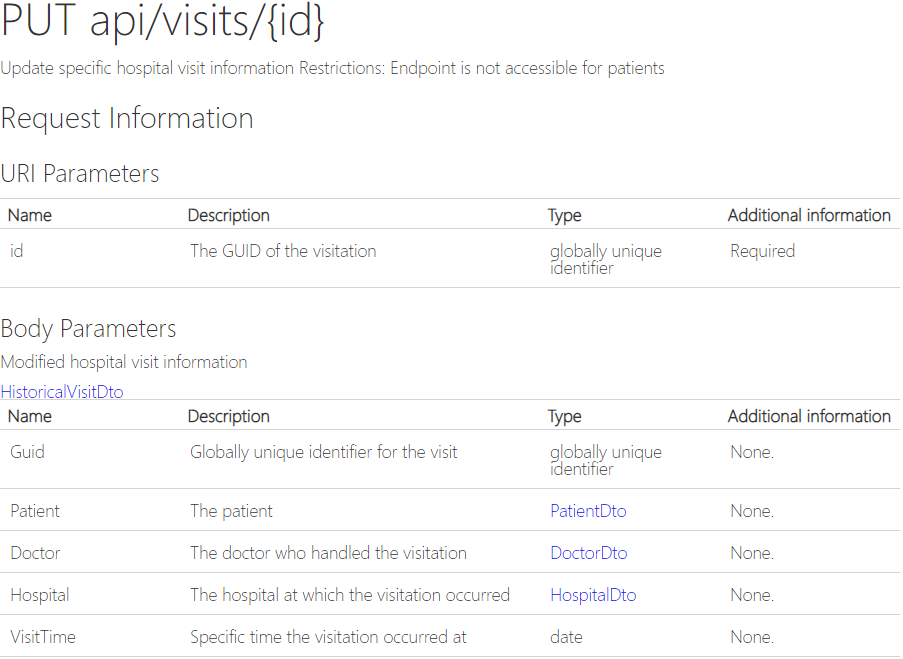 PUT api/visits/{id}
Update specific hospital visit information Restrictions: Endpoint is not accessible for patients
Request Information
URI Parameters
Name Description Type Additional information
id The GUID of the visitation globally unique identifier Required
Body Parameters
Modified hospital visit information
HistoricalVisitDto
Name Description Type Additional information
Guid Globally unique identifier for the visit globally unique identifier None.
Patient The patient PatientDto None.
Doctor The doctor who handled the visitation DoctorDto None.
Hospital The hospital at which the visitation occurred HospitalDto None.
VisitTime Specific time the visitation occurred at date None.